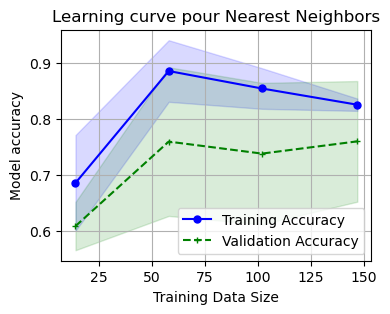 Learning curve pour Nearest Neighbors
Model accuracy
0.9
0.8
0.7
0.6
Training Accuracy
Validation Accuracy
25 50 75 100 125 150
Training Data Size